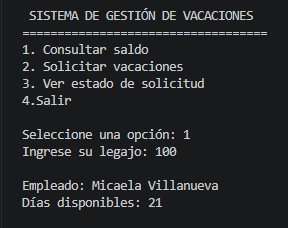 SISTEMA DE GESTIÓN DE VACACIONES
==================================
1. Consultar saldo
2. Solicitar vacaciones
3. Ver estado de solicitud
4.Salir
Seleccione una opción: 1
Ingrese su legajo: 100
Empleado: Micaela Villanueva
Días disponibles: 21